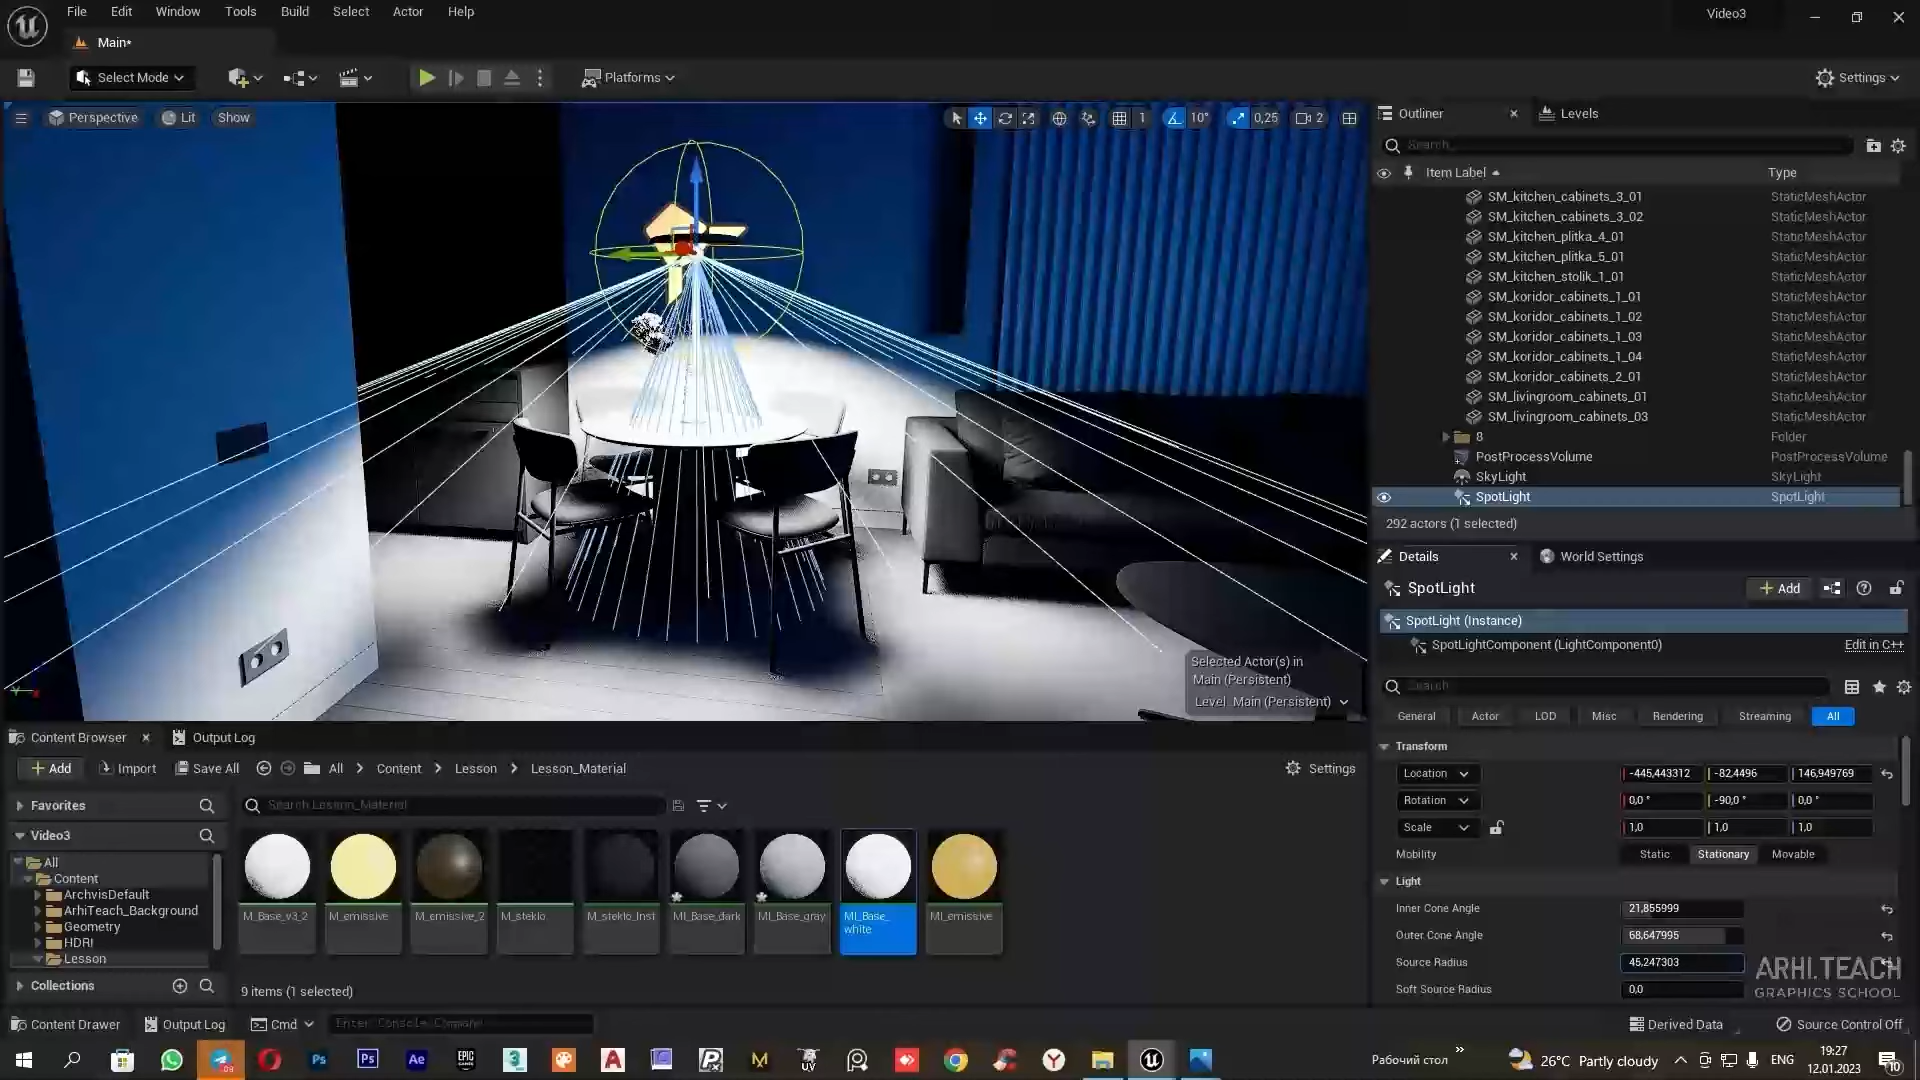 File Edit Window Tools Build Select Actor Help
Video3
Main*
Select Mode
Platforms
Settings
Perspective Lit Show
1 10° 0,25 2
Selected Actor(s) in
Main (Persistent)
Level Main (Persistent)
Outliner
Levels
Search...
Item Label Type
SM_kitchen_cabinets_3_01 StaticMeshActor
SM_kitchen_cabinets_3_02 StaticMeshActor
SM_kitchen_plitka_4_01 StaticMeshActor
SM_kitchen_plitka_5_01 StaticMeshActor
SM_kitchen_stolik_1_01 StaticMeshActor
SM_koridor_cabinets_1_01 StaticMeshActor
SM_koridor_cabinets_1_02 StaticMeshActor
SM_koridor_cabinets_1_03 StaticMeshActor
SM_koridor_cabinets_1_04 StaticMeshActor
SM_koridor_cabinets_2_01 StaticMeshActor
SM_livingroom_cabinets_01 StaticMeshActor
SM_livingroom_cabinets_03 StaticMeshActor
8 Folder
PostProcessVolume PostProcessVolume
SkyLight SkyLight
SpotLight SpotLight
292 actors (1 selected)
Details
World Settings
SpotLight
Add
SpotLight (Instance)
SpotLightComponent (LightComponent0) Edit in C++
Search
General Actor LOD Misc Rendering Streaming All
Transform
Location -445,443312 -82,4496 146,949769
Rotation 0,0 ° -90,0 ° 0,0 °
Scale 1,0 1,0 1,0
Mobility Static Stationary Movable
Light
Inner Cone Angle 21,855999
Outer Cone Angle 68,647995
Source Radius 45,247303
Soft Source Radius 0,0
ARHI.TEACH
GRAPHICS SCHOOL
Content Browser
Output Log
Add Import Save All All Content Lesson Lesson_Material Settings
Favorites
Search Lesson_Material
Video3
All
Content
ArchvisDefault
ArhiTeach_Background
Geometry
HDRI
Lesson
Collections
M_Base_v3_2
M_emissive
M_emissive_2
M_steklo
M_steklo_Inst
MI_Base_dark
MI_Base_gray
MI_Base_
white
MI_emissive
9 items (1 selected)
Content Drawer Output Log Cmd Enter Console Command
Derived Data Source Control Off
Рабочий стол
26°C Partly cloudy
ENG
19:27
12.01.2023
10